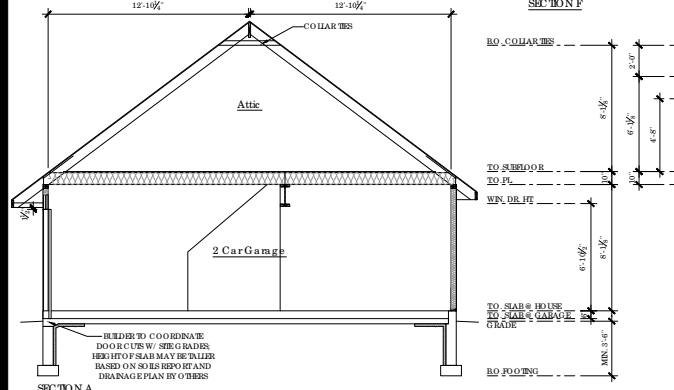 SECTION F
12'-10¼" 12'-10¼"
COLLAR TIES
B.O. COLLAR TIES
2'-0"
8'-1⅛"
6'-1⅛"
4'-8"
Attic
T.O. SUBFLOOR
10" 10"
T.O. PL
WIN. DR. HT
6'-10½"
8'-1⅛"
2 Car Garage
T.O. SLAB @ HOUSE
T.O. SLAB @ GARAGE
GRADE
MIN. 3'-6"
BUILDER TO COORDINATE
DOOR CUTS W/ SITE GRADES;
HEIGHT OF SLAB MAY BE TALLER
BASED ON SOILS REPORT AND
DRAINAGE PLAN BY OTHERS
B.O. FOOTING
SECTION A